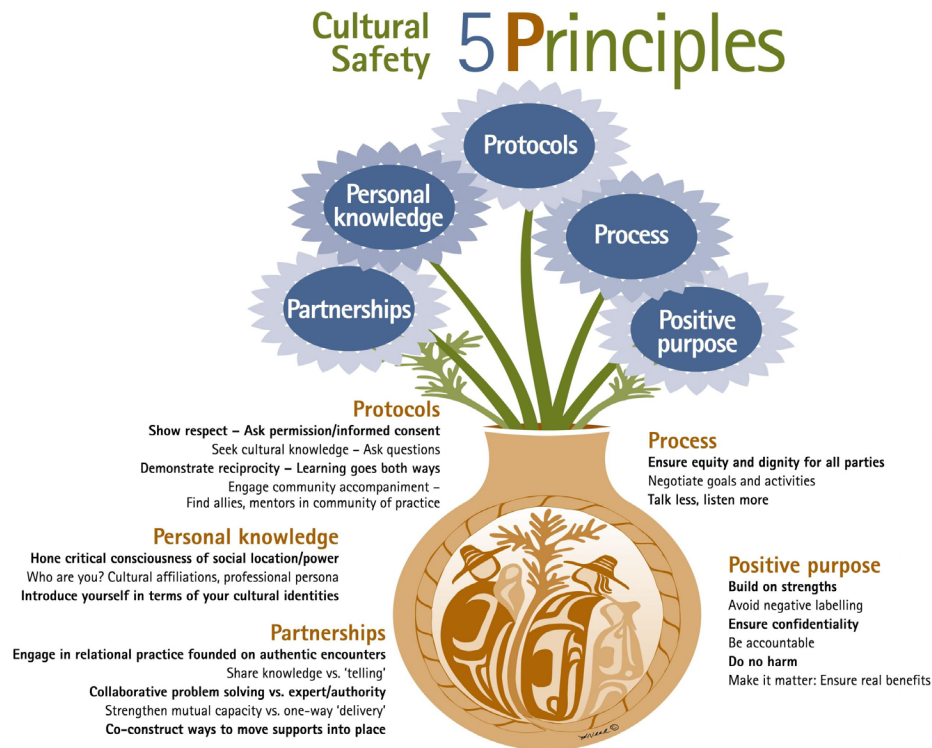 Cultural
Safety
5 Principles
Protocols
Personal
knowledge
Process
Partnerships
Positive
purpose
Protocols
Show respect – Ask permission/informed consent
Seek cultural knowledge – Ask questions
Demonstrate reciprocity – Learning goes both ways
Engage community accompaniment –
Find allies, mentors in community of practice
Personal knowledge
Hone critical consciousness of social location/power
Who are you? Cultural affiliations, professional persona
Introduce yourself in terms of your cultural identities
Partnerships
Engage in relational practice founded on authentic encounters
Share knowledge vs. ‘telling’
Collaborative problem solving vs. expert/authority
Strengthen mutual capacity vs. one-way ‘delivery’
Co-construct ways to move supports into place
Process
Ensure equity and dignity for all parties
Negotiate goals and activities
Talk less, listen more
Positive purpose
Build on strengths
Avoid negative labelling
Ensure confidentiality
Be accountable
Do no harm
Make it matter: Ensure real benefits
©